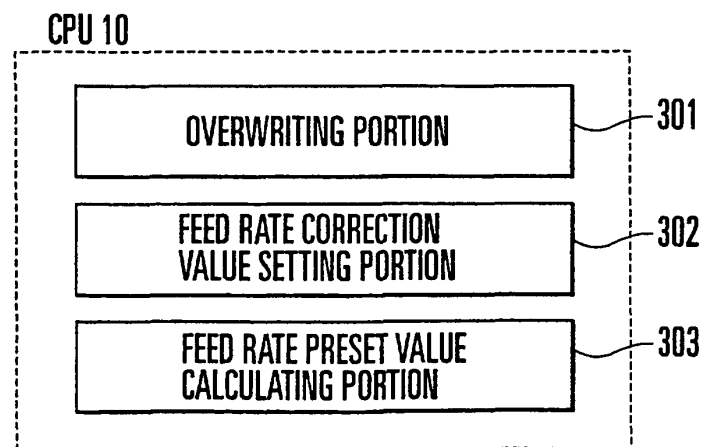 CPU 10
OVERWRITING PORTION
301
FEED RATE CORRECTION
VALUE SETTING PORTION
302
FEED RATE PRESET VALUE
CALCULATING PORTION
303